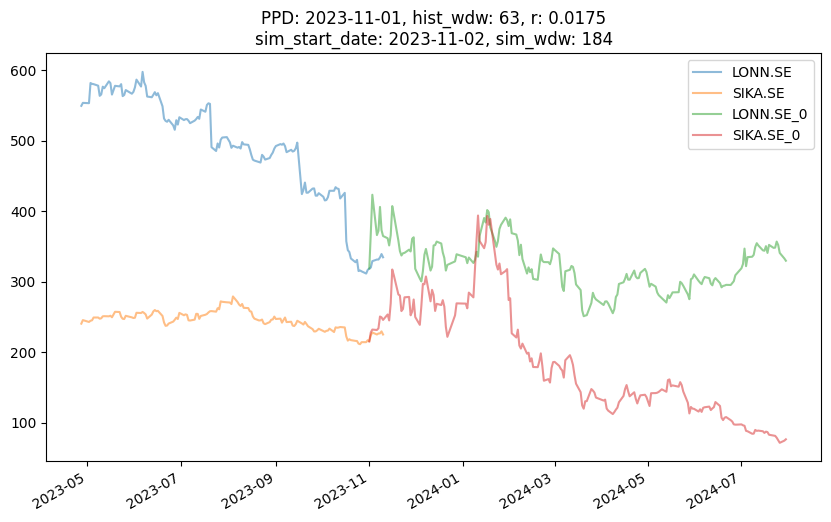 PPD: 2023-11-01, hist_wdw: 63, r: 0.0175
sim_start_date: 2023-11-02, sim_wdw: 184
LONN.SE
SIKA.SE
LONN.SE_0
SIKA.SE_0
600
500
400
300
200
100
2023-05
2023-07
2023-09
2023-11
2024-01
2024-03
2024-05
2024-07